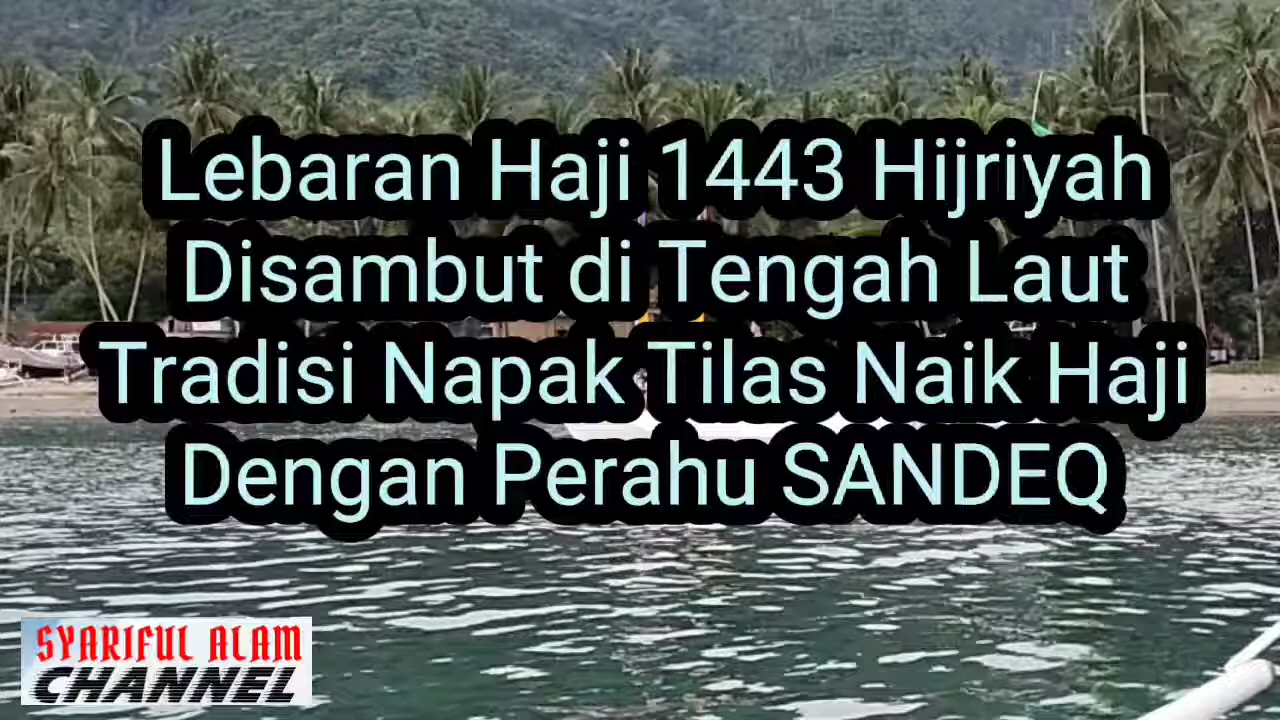 Lebaran Haji 1443 Hijriyah
Disambut di Tengah Laut
Tradisi Napak Tilas Naik Haji
Dengan Perahu SANDEQ
SYARIFUL ALAM
CHANNEL